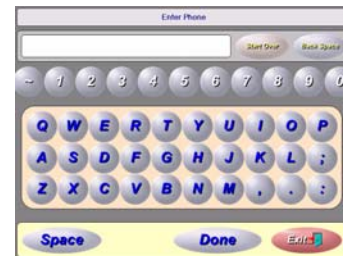 Enter Phone
Start Over Back Space
~ 1 2 3 4 5 6 7 8 9 0
Q W E R T Y U I O P
A S D F G H J K L ;
Z X C V B N M , . :
Space Done Exit